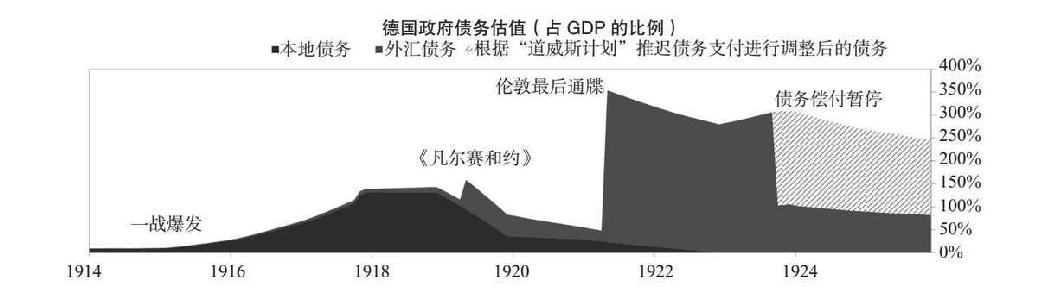 德国政府债务估值（占 GDP 的比例）
■本地债务 ■外汇债务 根据“道威斯计划”推迟债务支付进行调整后的债务
400%
伦敦最后通牒
350%
债务偿付暂停
300%
250%
《凡尔赛和约》
200%
150%
一战爆发
100%
50%
0%
1914 1916 1918 1920 1922 1924